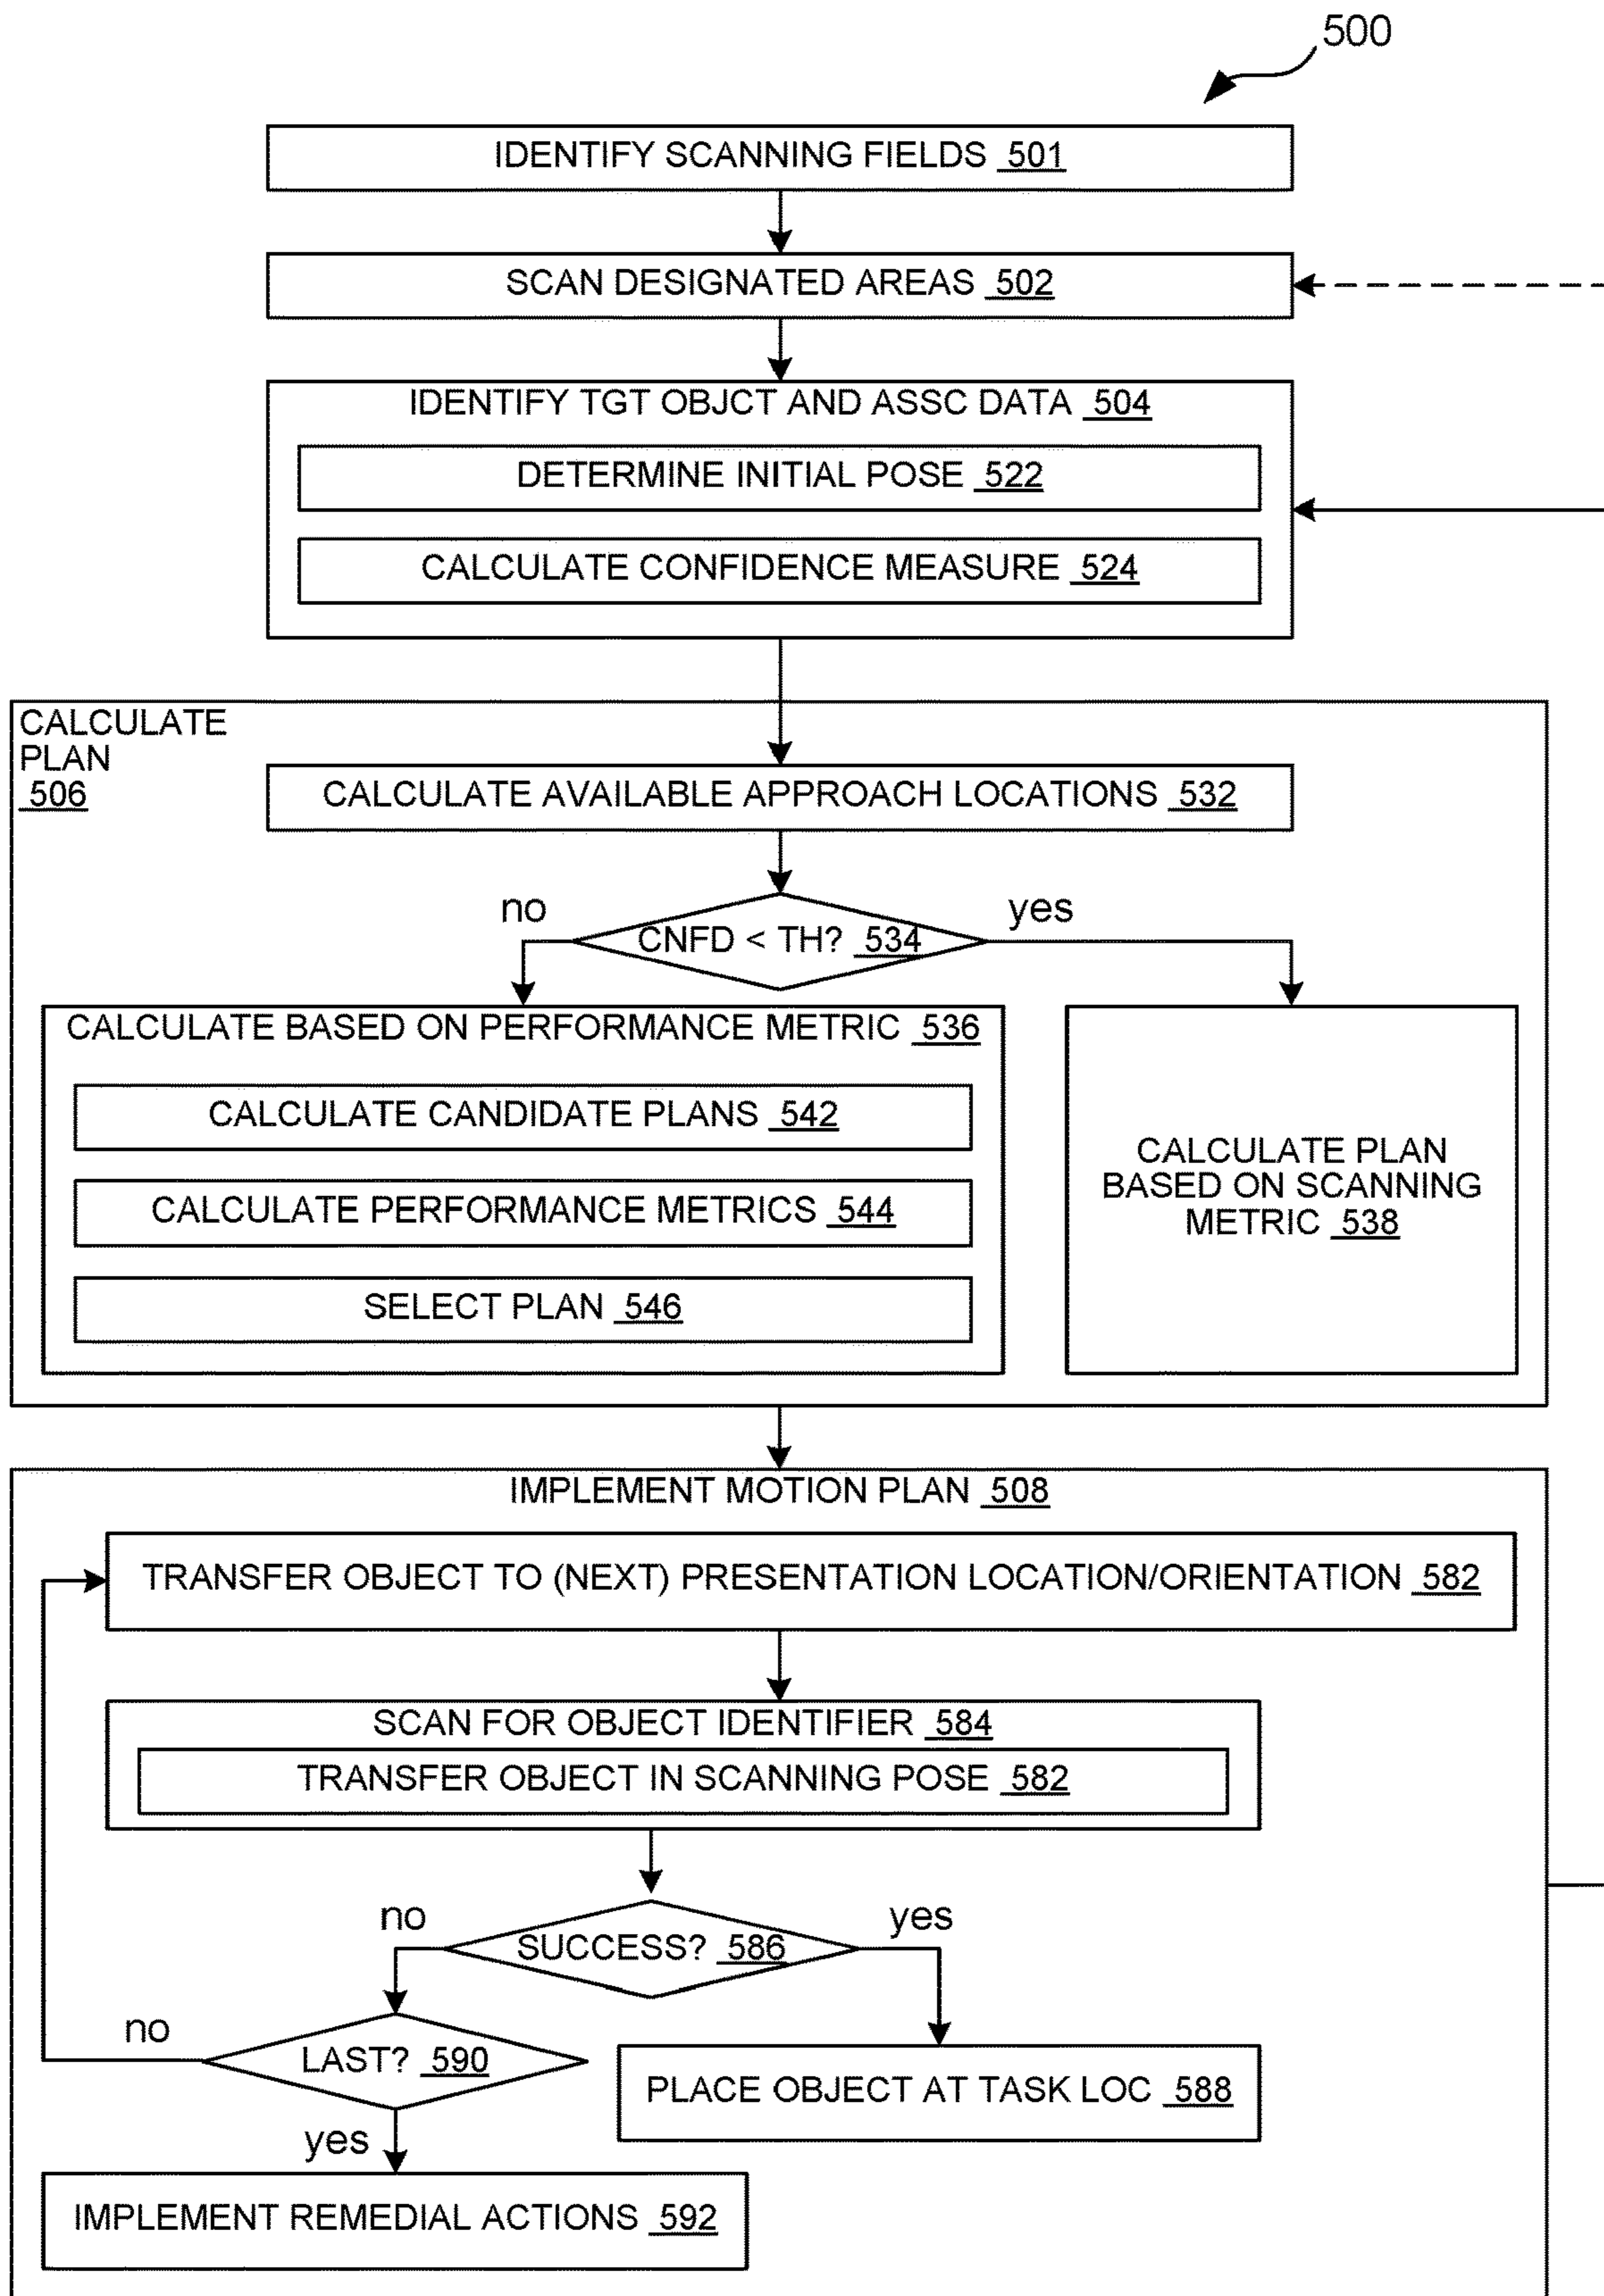 500
IDENTIFY SCANNING FIELDS 501
SCAN DESIGNATED AREAS 502
IDENTIFY TGT OBJCT AND ASSC DATA 504
DETERMINE INITIAL POSE 522
CALCULATE CONFIDENCE MEASURE 524
CALCULATE
PLAN
506
CALCULATE AVAILABLE APPROACH LOCATIONS 532
no
yes
CNFD < TH? 534
CALCULATE BASED ON PERFORMANCE METRIC 536
CALCULATE CANDIDATE PLANS 542
CALCULATE PERFORMANCE METRICS 544
SELECT PLAN 546
CALCULATE PLAN
BASED ON SCANNING
METRIC 538
IMPLEMENT MOTION PLAN 508
TRANSFER OBJECT TO (NEXT) PRESENTATION LOCATION/ORIENTATION 582
SCAN FOR OBJECT IDENTIFIER 584
TRANSFER OBJECT IN SCANNING POSE 582
no
yes
SUCCESS? 586
no
LAST? 590
PLACE OBJECT AT TASK LOC 588
yes
IMPLEMENT REMEDIAL ACTIONS 592